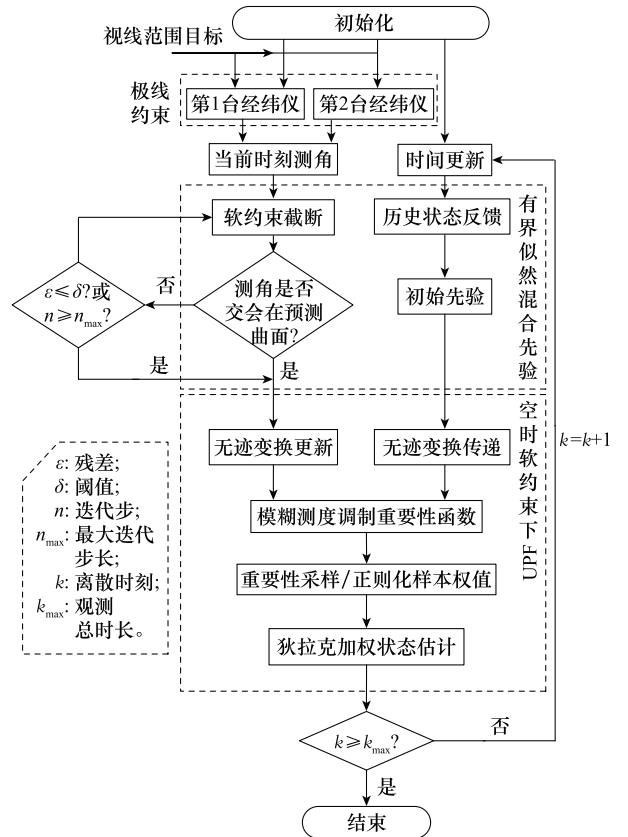 初始化
视线范围目标
极线
约束
第1台经纬仪
第2台经纬仪
当前时刻测角
时间更新
软约束截断
历史状态反馈
有界似然混合先验
ε≤δ?或
n≥nmax?
否
测角是否
交会在预测
曲面?
初始先验
是
是
空时软约束下UPF
k=k+1
无迹变换更新
无迹变换传递
ε: 残差;
δ: 阈值;
n: 迭代步;
nmax: 最大迭代
步长;
k: 离散时刻;
kmax: 观测
总时长。
模糊测度调制重要性函数
重要性采样/正则化样本权值
狄拉克加权状态估计
k≥kmax?
否
是
结束